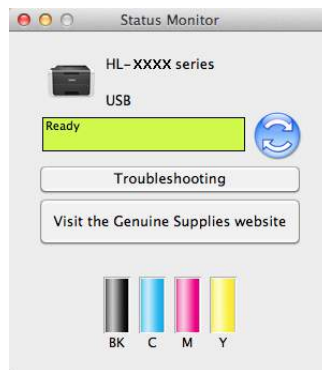 Status Monitor
HL-XXXX series
USB
Ready
Troubleshooting
Visit the Genuine Supplies website
BK C M Y